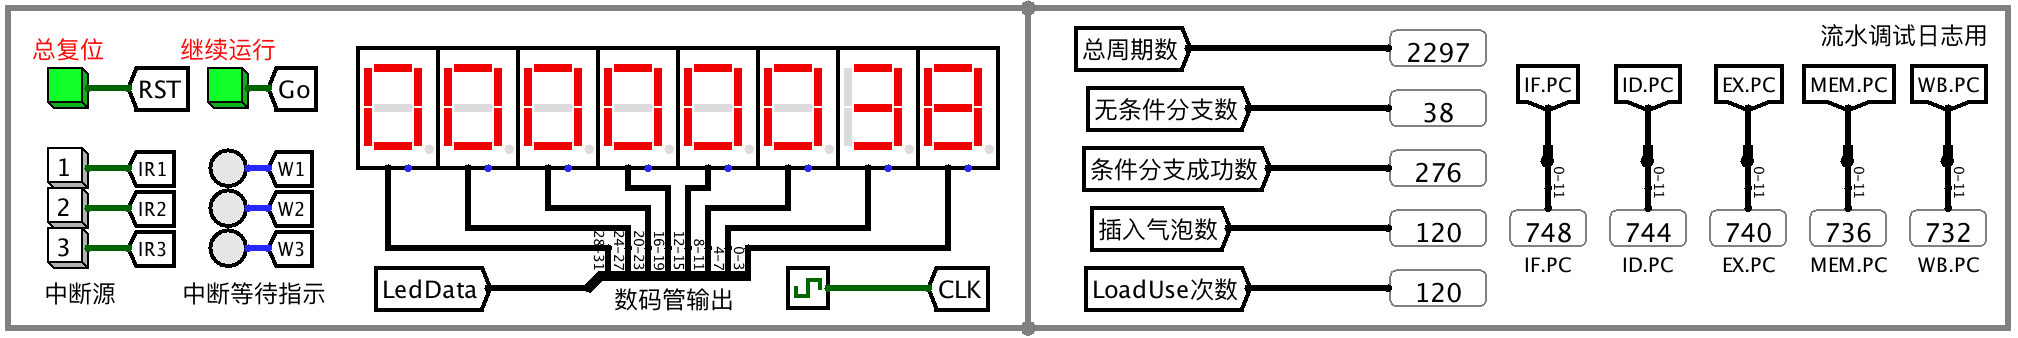 总复位
继续运行
RST
Go
1 IR1
2 IR2
3 IR3
W1
W2
W3
中断源
中断等待指示
00000038
28-31
24-27
20-23
16-19
12-15
8-11
4-7
0-3
LedData
数码管输出
CLK
总周期数 2297
无条件分支数 38
条件分支成功数 276
插入气泡数 120
LoadUse次数 120
流水调试日志用
IF.PC ID.PC EX.PC MEM.PC WB.PC
0-11 0-11 0-11 0-11 0-11
748 744 740 736 732
IF.PC ID.PC EX.PC MEM.PC WB.PC